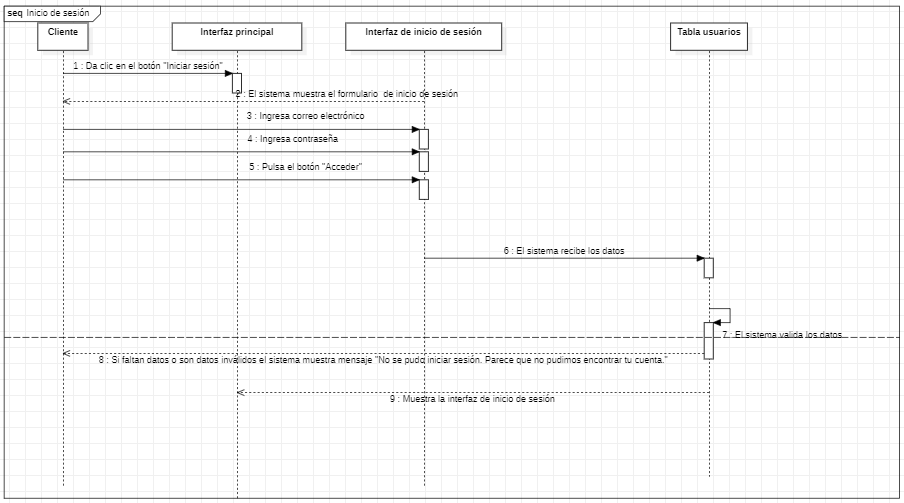 seq Inicio de sesión
Cliente
Interfaz principal
Interfaz de inicio de sesión
Tabla usuarios
1 : Da clic en el botón "Iniciar sesión"
2 : El sistema muestra el formulario de inicio de sesión
3 : Ingresa correo electrónico
4 : Ingresa contraseña
5 : Pulsa el botón "Acceder"
6 : El sistema recibe los datos
7 : El sistema valida los datos
8 : Si faltan datos o son datos inválidos el sistema muestra mensaje "No se pudo iniciar sesión. Parece que no pudimos encontrar tu cuenta."
9 : Muestra la interfaz de inicio de sesión